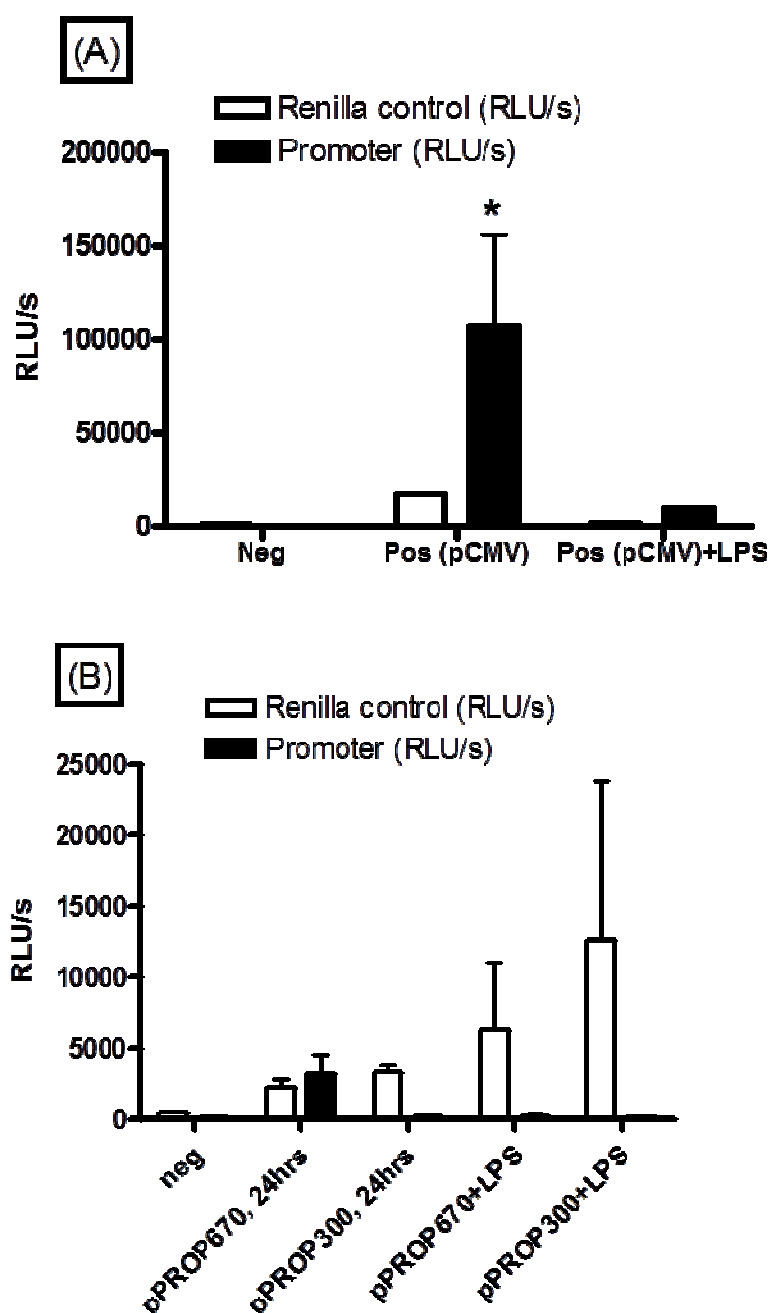 (A)
Renilla control (RLU/s)
Promoter (RLU/s)
200000
150000
100000
50000
0
RLU/s
*
Neg
Pos (pCMV)
Pos (pCMV)+LPS
(B)
Renilla control (RLU/s)
Promoter (RLU/s)
25000
20000
15000
10000
5000
0
RLU/s
neg
pPROP670, 24hrs
pPROP300, 24hrs
pPROP670+LPS
pPROP300+LPS